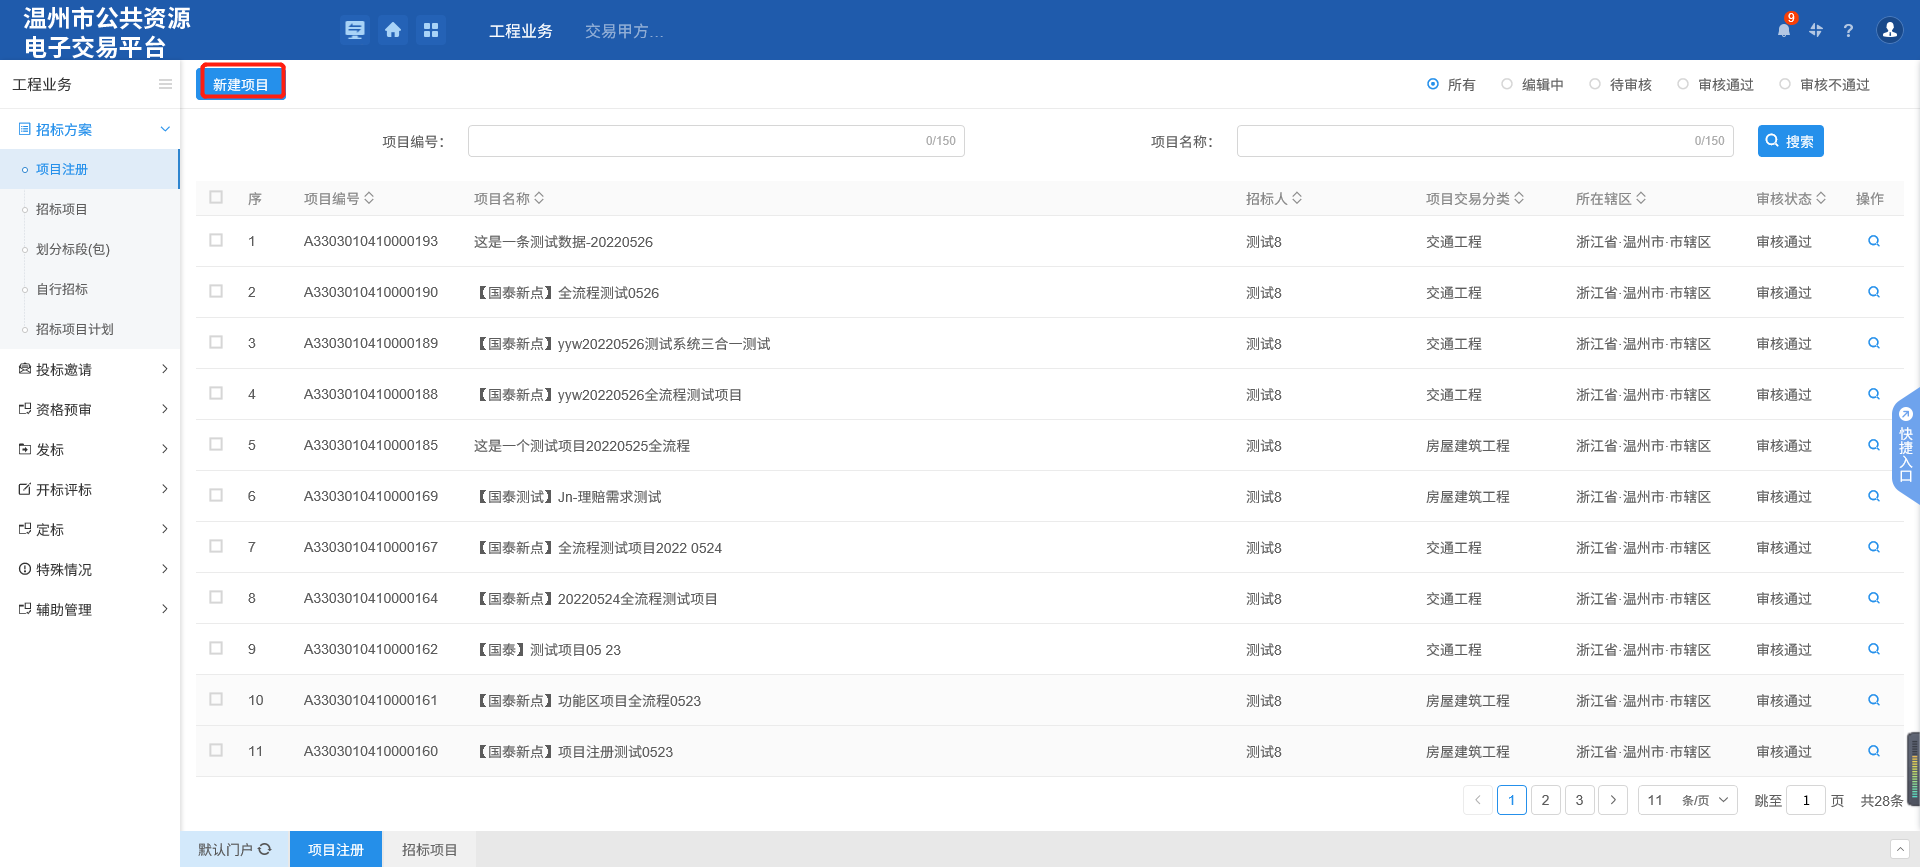 温州市公共资源
电子交易平台
工程业务 交易甲方... 9 ?
工程业务
招标方案
项目注册
招标项目
划分标段(包)
自行招标
招标项目计划
投标邀请
资格预审
发标
开标评标
定标
特殊情况
辅助管理
新建项目 所有 编辑中 待审核 审核通过 审核不通过
项目编号: 0/150 项目名称: 0/150 搜索
序 项目编号 项目名称 招标人 项目交易分类 所在辖区 审核状态 操作
1 A3303010410000193 这是一条测试数据-20220526 测试8 交通工程 浙江省·温州市·市辖区 审核通过
2 A3303010410000190 【国泰新点】全流程测试0526 测试8 交通工程 浙江省·温州市·市辖区 审核通过
3 A3303010410000189 【国泰新点】yyw20220526测试系统三合一测试 测试8 交通工程 浙江省·温州市·市辖区 审核通过
4 A3303010410000188 【国泰新点】yyw20220526全流程测试项目 测试8 交通工程 浙江省·温州市·市辖区 审核通过
5 A3303010410000185 这是一个测试项目20220525全流程 测试8 房屋建筑工程 浙江省·温州市·市辖区 审核通过
6 A3303010410000169 【国泰测试】Jn-理赔需求测试 测试8 房屋建筑工程 浙江省·温州市·市辖区 审核通过
7 A3303010410000167 【国泰新点】全流程测试项目2022 0524 测试8 交通工程 浙江省·温州市·市辖区 审核通过
8 A3303010410000164 【国泰新点】20220524全流程测试项目 测试8 交通工程 浙江省·温州市·市辖区 审核通过
9 A3303010410000162 【国泰】测试项目05 23 测试8 交通工程 浙江省·温州市·市辖区 审核通过
10 A3303010410000161 【国泰新点】功能区项目全流程0523 测试8 房屋建筑工程 浙江省·温州市·市辖区 审核通过
11 A3303010410000160 【国泰新点】项目注册测试0523 测试8 房屋建筑工程 浙江省·温州市·市辖区 审核通过
快捷入口
1 2 3 11 条/页 跳至 1 页 共28条
默认门户 项目注册 招标项目